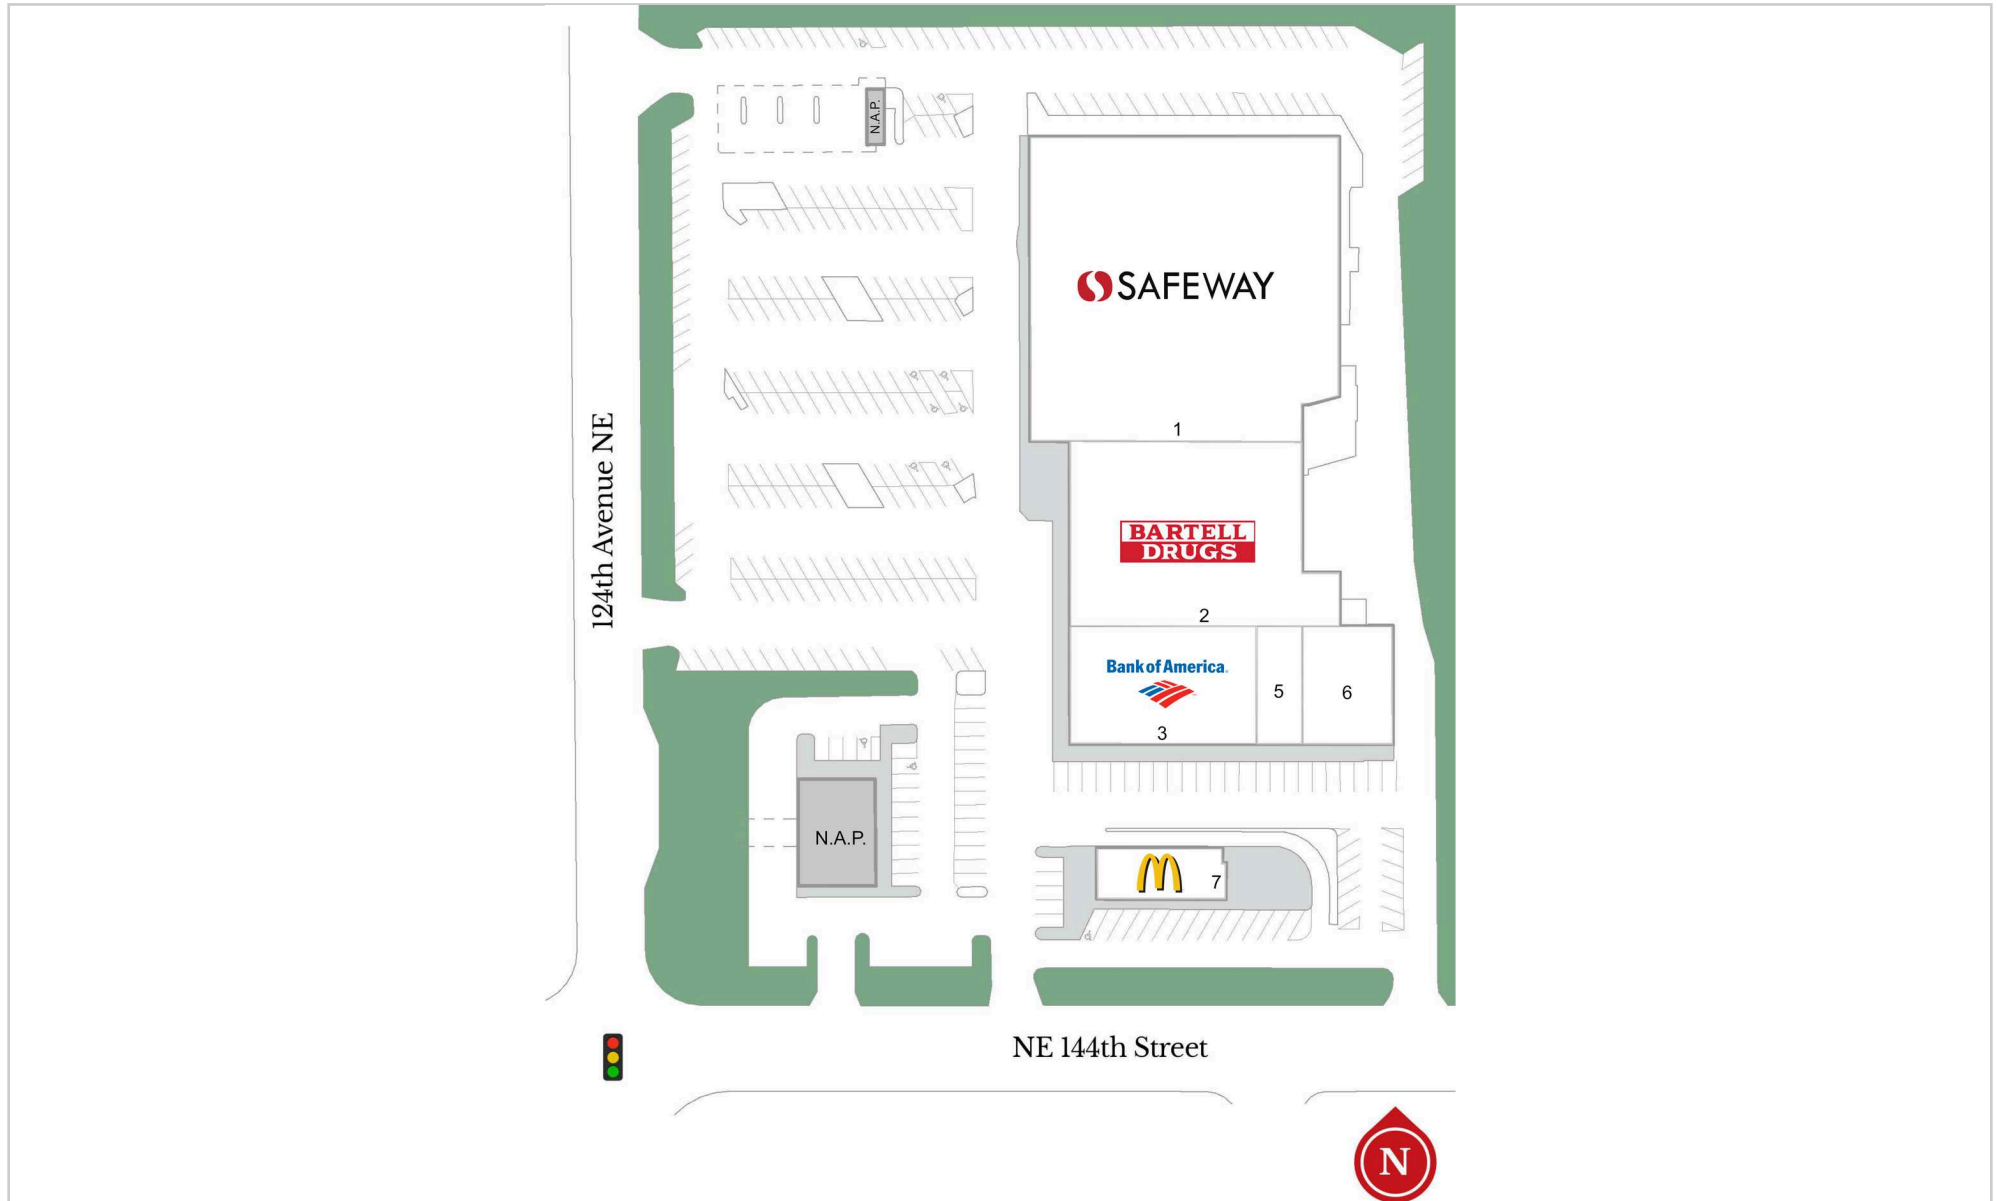 N.A.P.
SAFEWAY
1
124th Avenue NE
BARTELL
DRUGS
2
Bank of America
3
5
6
N.A.P.
7
NE 144th Street
N